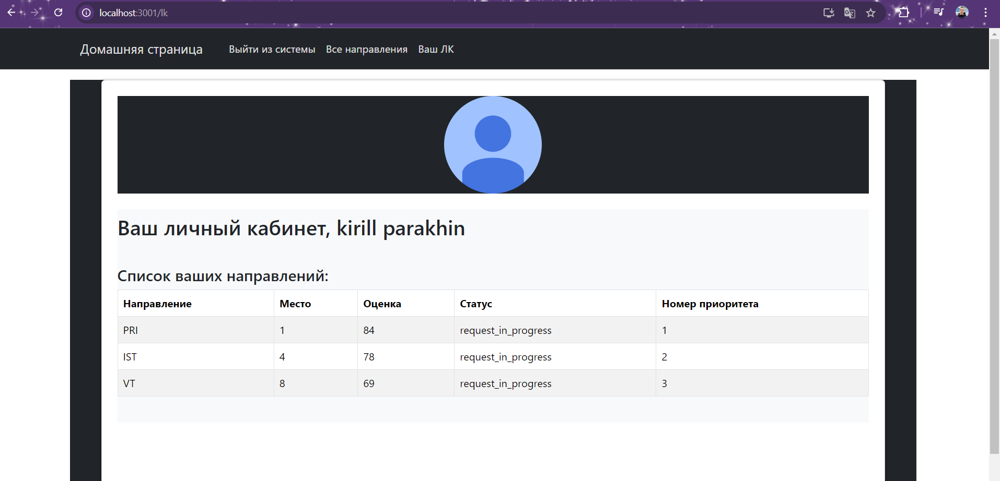 localhost:3001/lk
Домашняя страница Выйти из системы Все направления Ваш ЛК
Ваш личный кабинет, kirill parakhin
Список ваших направлений:
Направление Место Оценка Статус Номер приоритета
PRI 1 84 request_in_progress 1
IST 4 78 request_in_progress 2
VT 8 69 request_in_progress 3